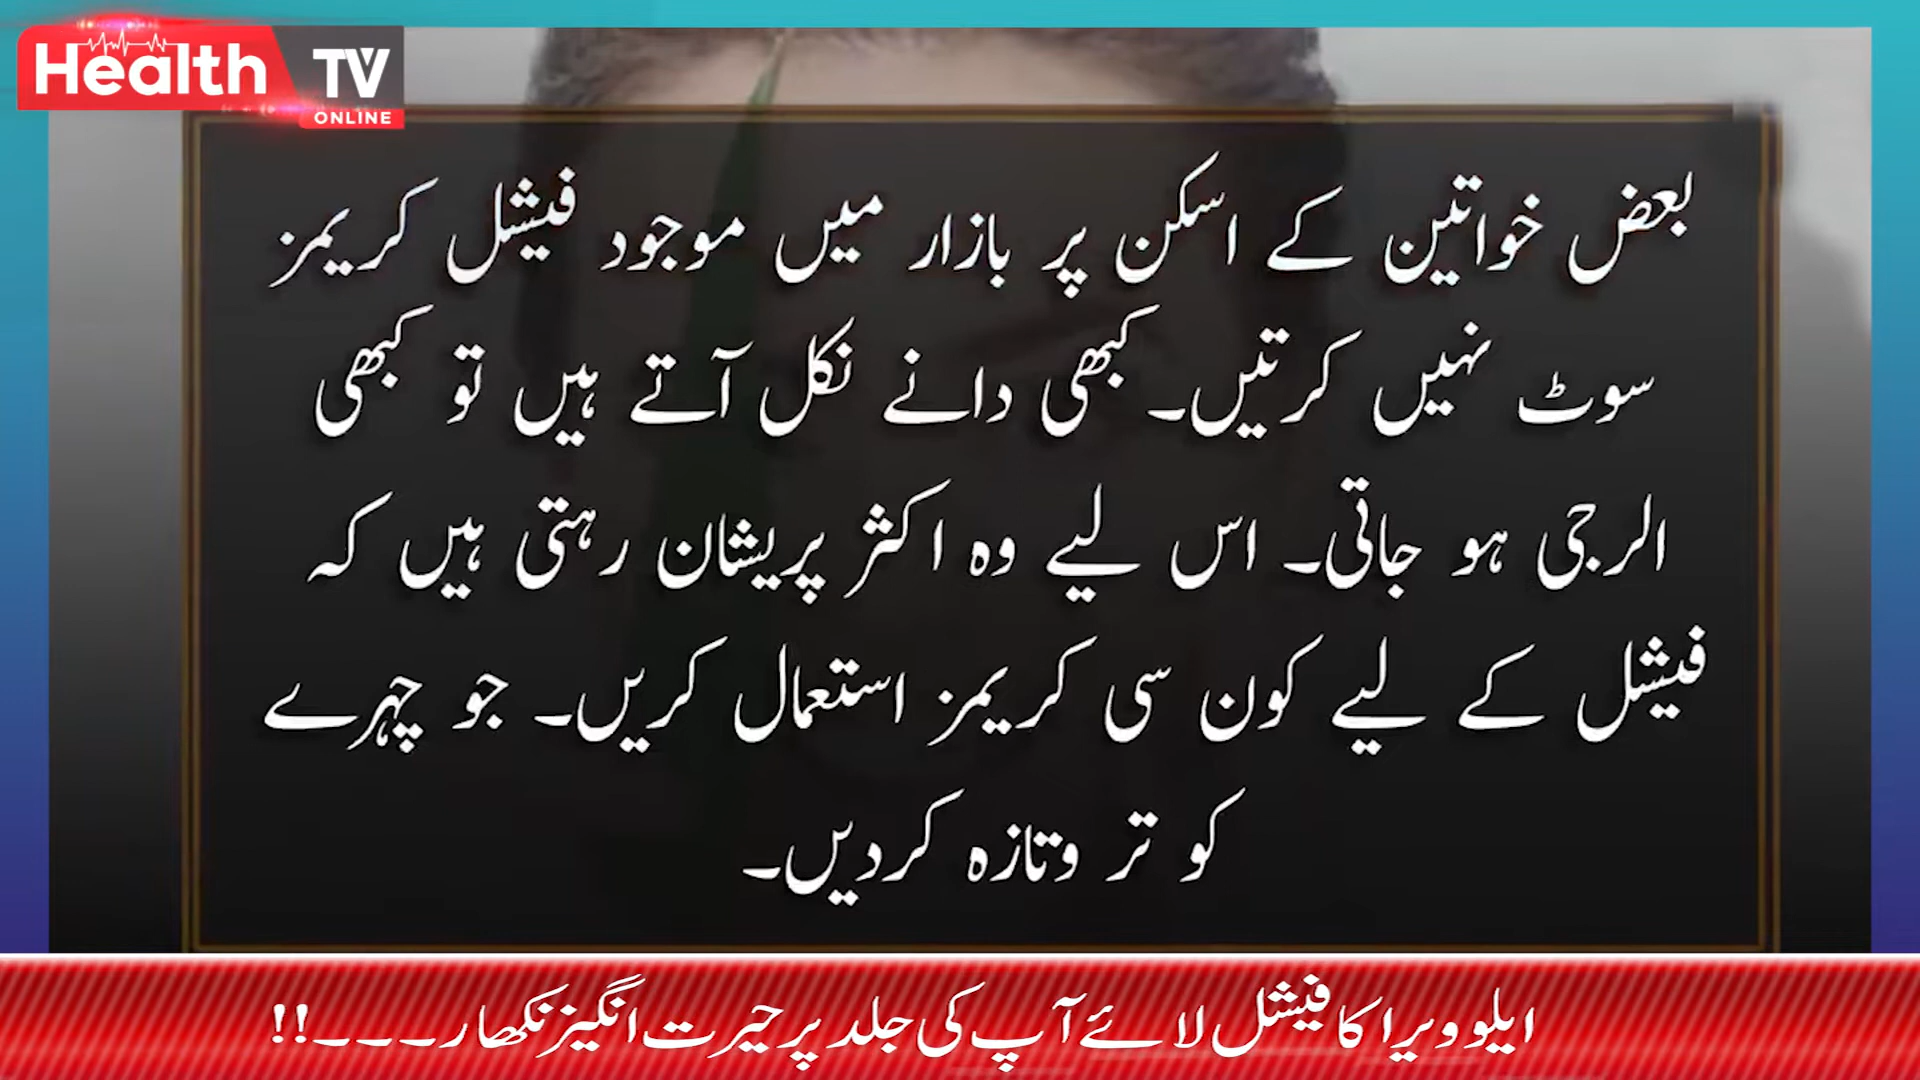 Health TV
ONLINE
بعض خواتین کے اسکن پر بازار میں موجود فیشل کریمز
سوٹ نہیں کرتیں۔ کبھی دانے نکل آتے ہیں تو کبھی
الرجی ہو جاتی۔ اس لیے وہ اکثر پریشان رہتی ہیں کہ
فیشل کے لیے کون سی کریمز استعمال کریں۔ جو چہرے
کو تر وتازہ کردیں۔
ایلوویرا کا فیشل لائے آپ کی جلد پر حیرت انگیز نکھار۔۔۔۔!!